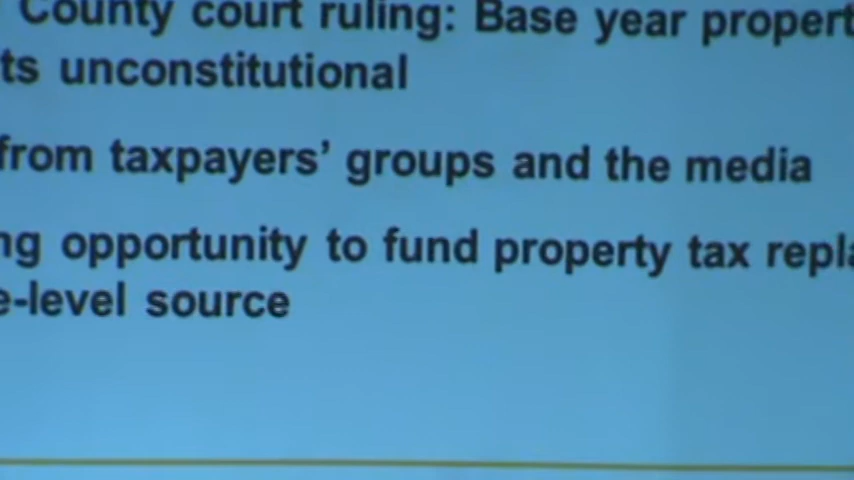 County court ruling: Base year propert
ts unconstitutional
from taxpayers' groups and the media
ng opportunity to fund property tax repla
e-level source